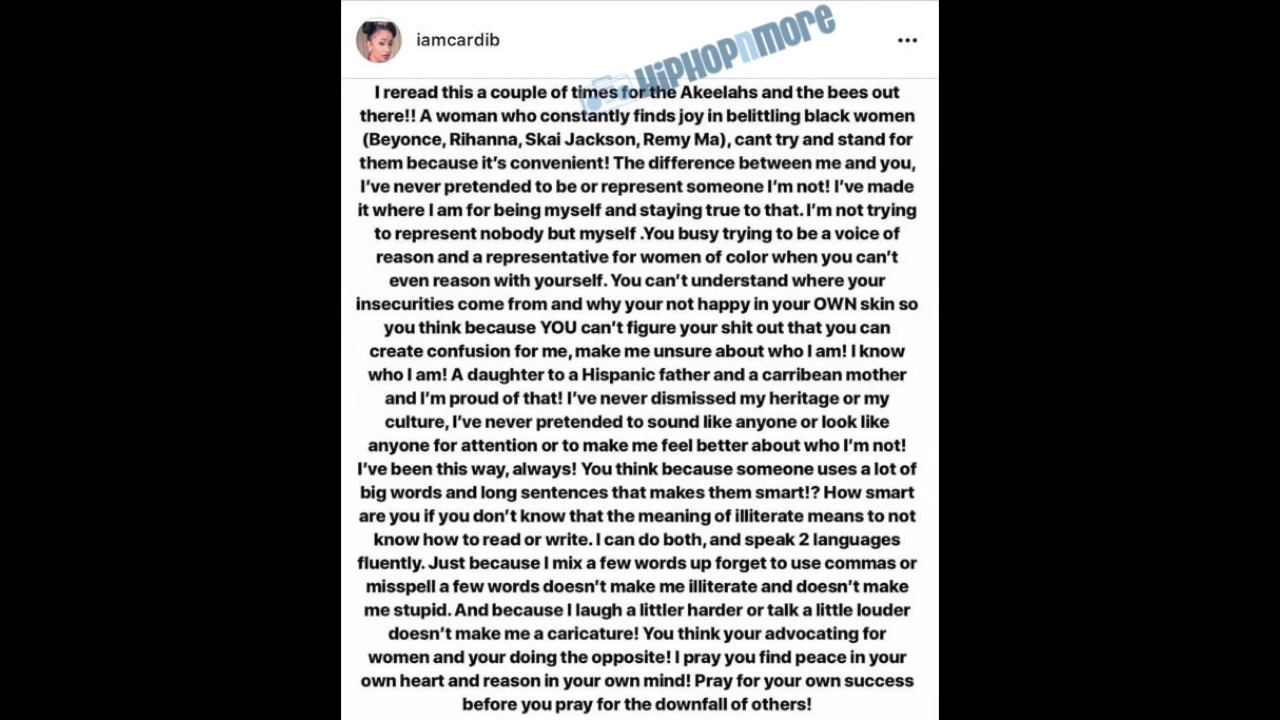 iamcardib
HIPHOPnMORE
I reread this a couple of times for the Akeelahs and the bees out
there!! A woman who constantly finds joy in belittling black women
(Beyonce, Rihanna, Skai Jackson, Remy Ma), cant try and stand for
them because it's convenient! The difference between me and you,
I've never pretended to be or represent someone I'm not! I've made
it where I am for being myself and staying true to that. I'm not trying
to represent nobody but myself .You busy trying to be a voice of
reason and a representative for women of color when you can't
even reason with yourself. You can't understand where your
insecurities come from and why your not happy in your OWN skin so
you think because YOU can't figure your shit out that you can
create confusion for me, make me unsure about who I am! I know
who I am! A daughter to a Hispanic father and a carribean mother
and I'm proud of that! I've never dismissed my heritage or my
culture, I've never pretended to sound like anyone or look like
anyone for attention or to make me feel better about who I'm not!
I've been this way, always! You think because someone uses a lot of
big words and long sentences that makes them smart!? How smart
are you if you don't know that the meaning of illiterate means to not
know how to read or write. I can do both, and speak 2 languages
fluently. Just because I mix a few words up forget to use commas or
misspell a few words doesn't make me illiterate and doesn't make
me stupid. And because I laugh a littler harder or talk a little louder
doesn't make me a caricature! You think your advocating for
women and your doing the opposite! I pray you find peace in your
own heart and reason in your own mind! Pray for your own success
before you pray for the downfall of others!